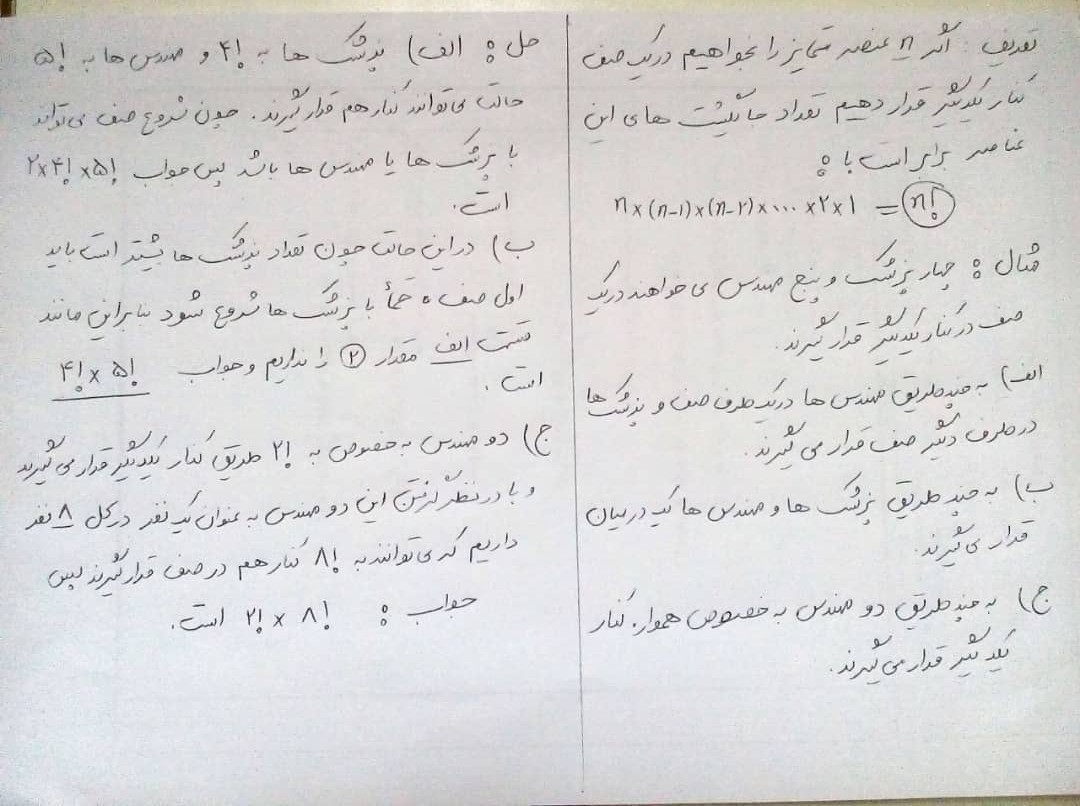 تعریف : اگر n عنصر متمایز را بخواهیم در یک صف
کنار یکدیگر قرار دهیم تعداد جایگشت های این
عناصر برابر است با :
n×(n-1)×(n-۲)×...×۲×۱ = n!
مثال : چهار پزشک و پنج مهندس می خواهند در یک
صف در کنار یکدیگر قرار گیرند.
الف) به چند طریق مهندس ها در یک طرف صف و پزشک ها
در طرف دیگر صف قرار می گیرند.
ب) به چند طریق پزشک ها و مهندس ها یک در میان
قرار می گیرند.
ج) به چند طریق دو مهندس به خصوص همواره کنار
یکدیگر قرار می گیرند.
حل : الف) پزشک ها به ۴! و مهندس ها به ۵!
حالت می توانند کنار هم قرار گیرند. چون شروع صف می تواند
با پزشک ها یا مهندس ها باشد پس جواب ۲×۴!×۵!
است.
ب) در این حالت چون تعداد پزشک ها بیشتر است باید
اول صف حتماً با پزشک ها شروع شود بنابراین مانند
قسمت الف مقدار ۲ را نداریم و جواب ۴!×۵!
است.
ج) دو مهندس به خصوص به ۲! طریق کنار یکدیگر قرار می گیرند
و با در نظر گرفتن این دو مهندس به عنوان یک نفر در کل ۸ نفر
داریم که می توانند به ۸! کنار هم در صف قرار گیرند پس
جواب : ۲! × ۸! است.